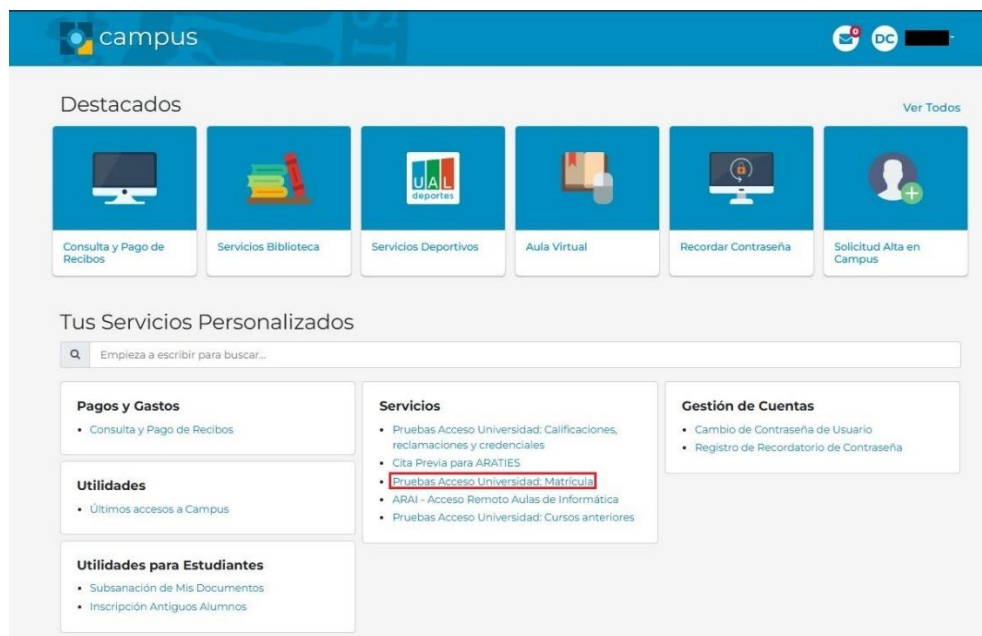 campus
0
DC
Destacados
Ver Todos
UAL
deportes
Consulta y Pago de
Recibos
Servicios Biblioteca
Servicios Deportivos
Aula Virtual
Recordar Contraseña
Solicitud Alta en
Campus
Tus Servicios Personalizados
Empieza a escribir para buscar...
Pagos y Gastos
Consulta y Pago de Recibos
Utilidades
Últimos accesos a Campus
Utilidades para Estudiantes
Subsanación de Mis Documentos
Inscripción Antiguos Alumnos
Servicios
Pruebas Acceso Universidad: Calificaciones,
reclamaciones y credenciales
Cita Previa para ARATIES
Pruebas Acceso Universidad: Matrícula
ARAI - Acceso Remoto Aulas de Informática
Pruebas Acceso Universidad: Cursos anteriores
Gestión de Cuentas
Cambio de Contraseña de Usuario
Registro de Recordatorio de Contraseña